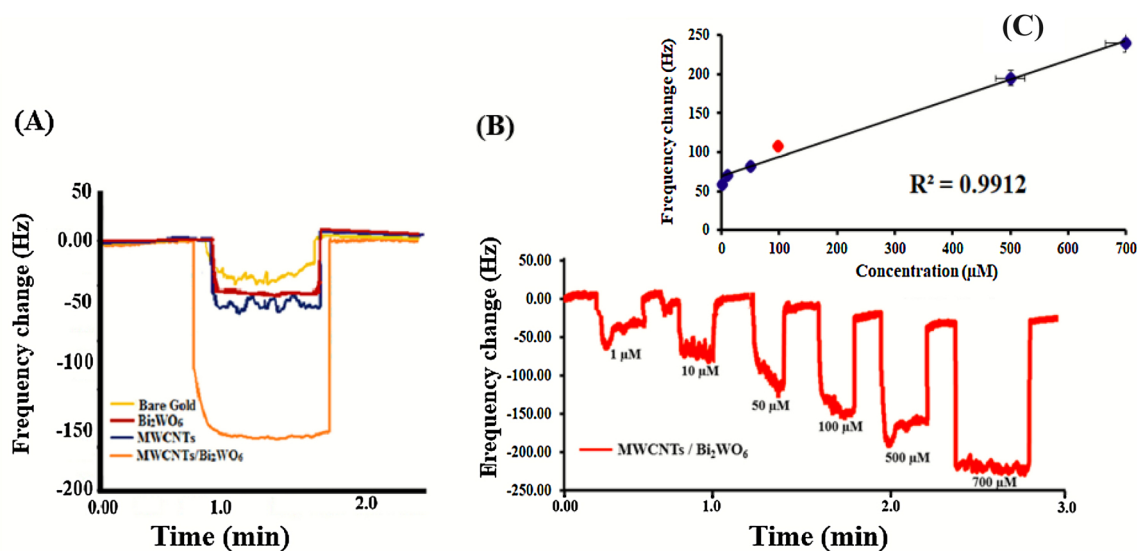 (A)
Frequency change (Hz)
50
0.00
-50
-100
-150
-200
Bare Gold
Bi₂WO₆
MWCNTs
MWCNTs/Bi₂WO₆
0.00
1.0
2.0
Time (min)
(B)
Erequency change (Hz)
50.00
0.00
-50.00
-100.00
-150.00
-200.00
-250.00
1 µM
10 µM
50 µM
100 µM
500 µM
700 µM
MWCNTs / Bi₂WO₆
0.00
1.0
2.0
3.0
Time (min)
(C)
Frequency change (Hz)
250
200
150
100
50
0
R² = 0.9912
0
100
200
300
400
500
600
700
Concentration (µM)